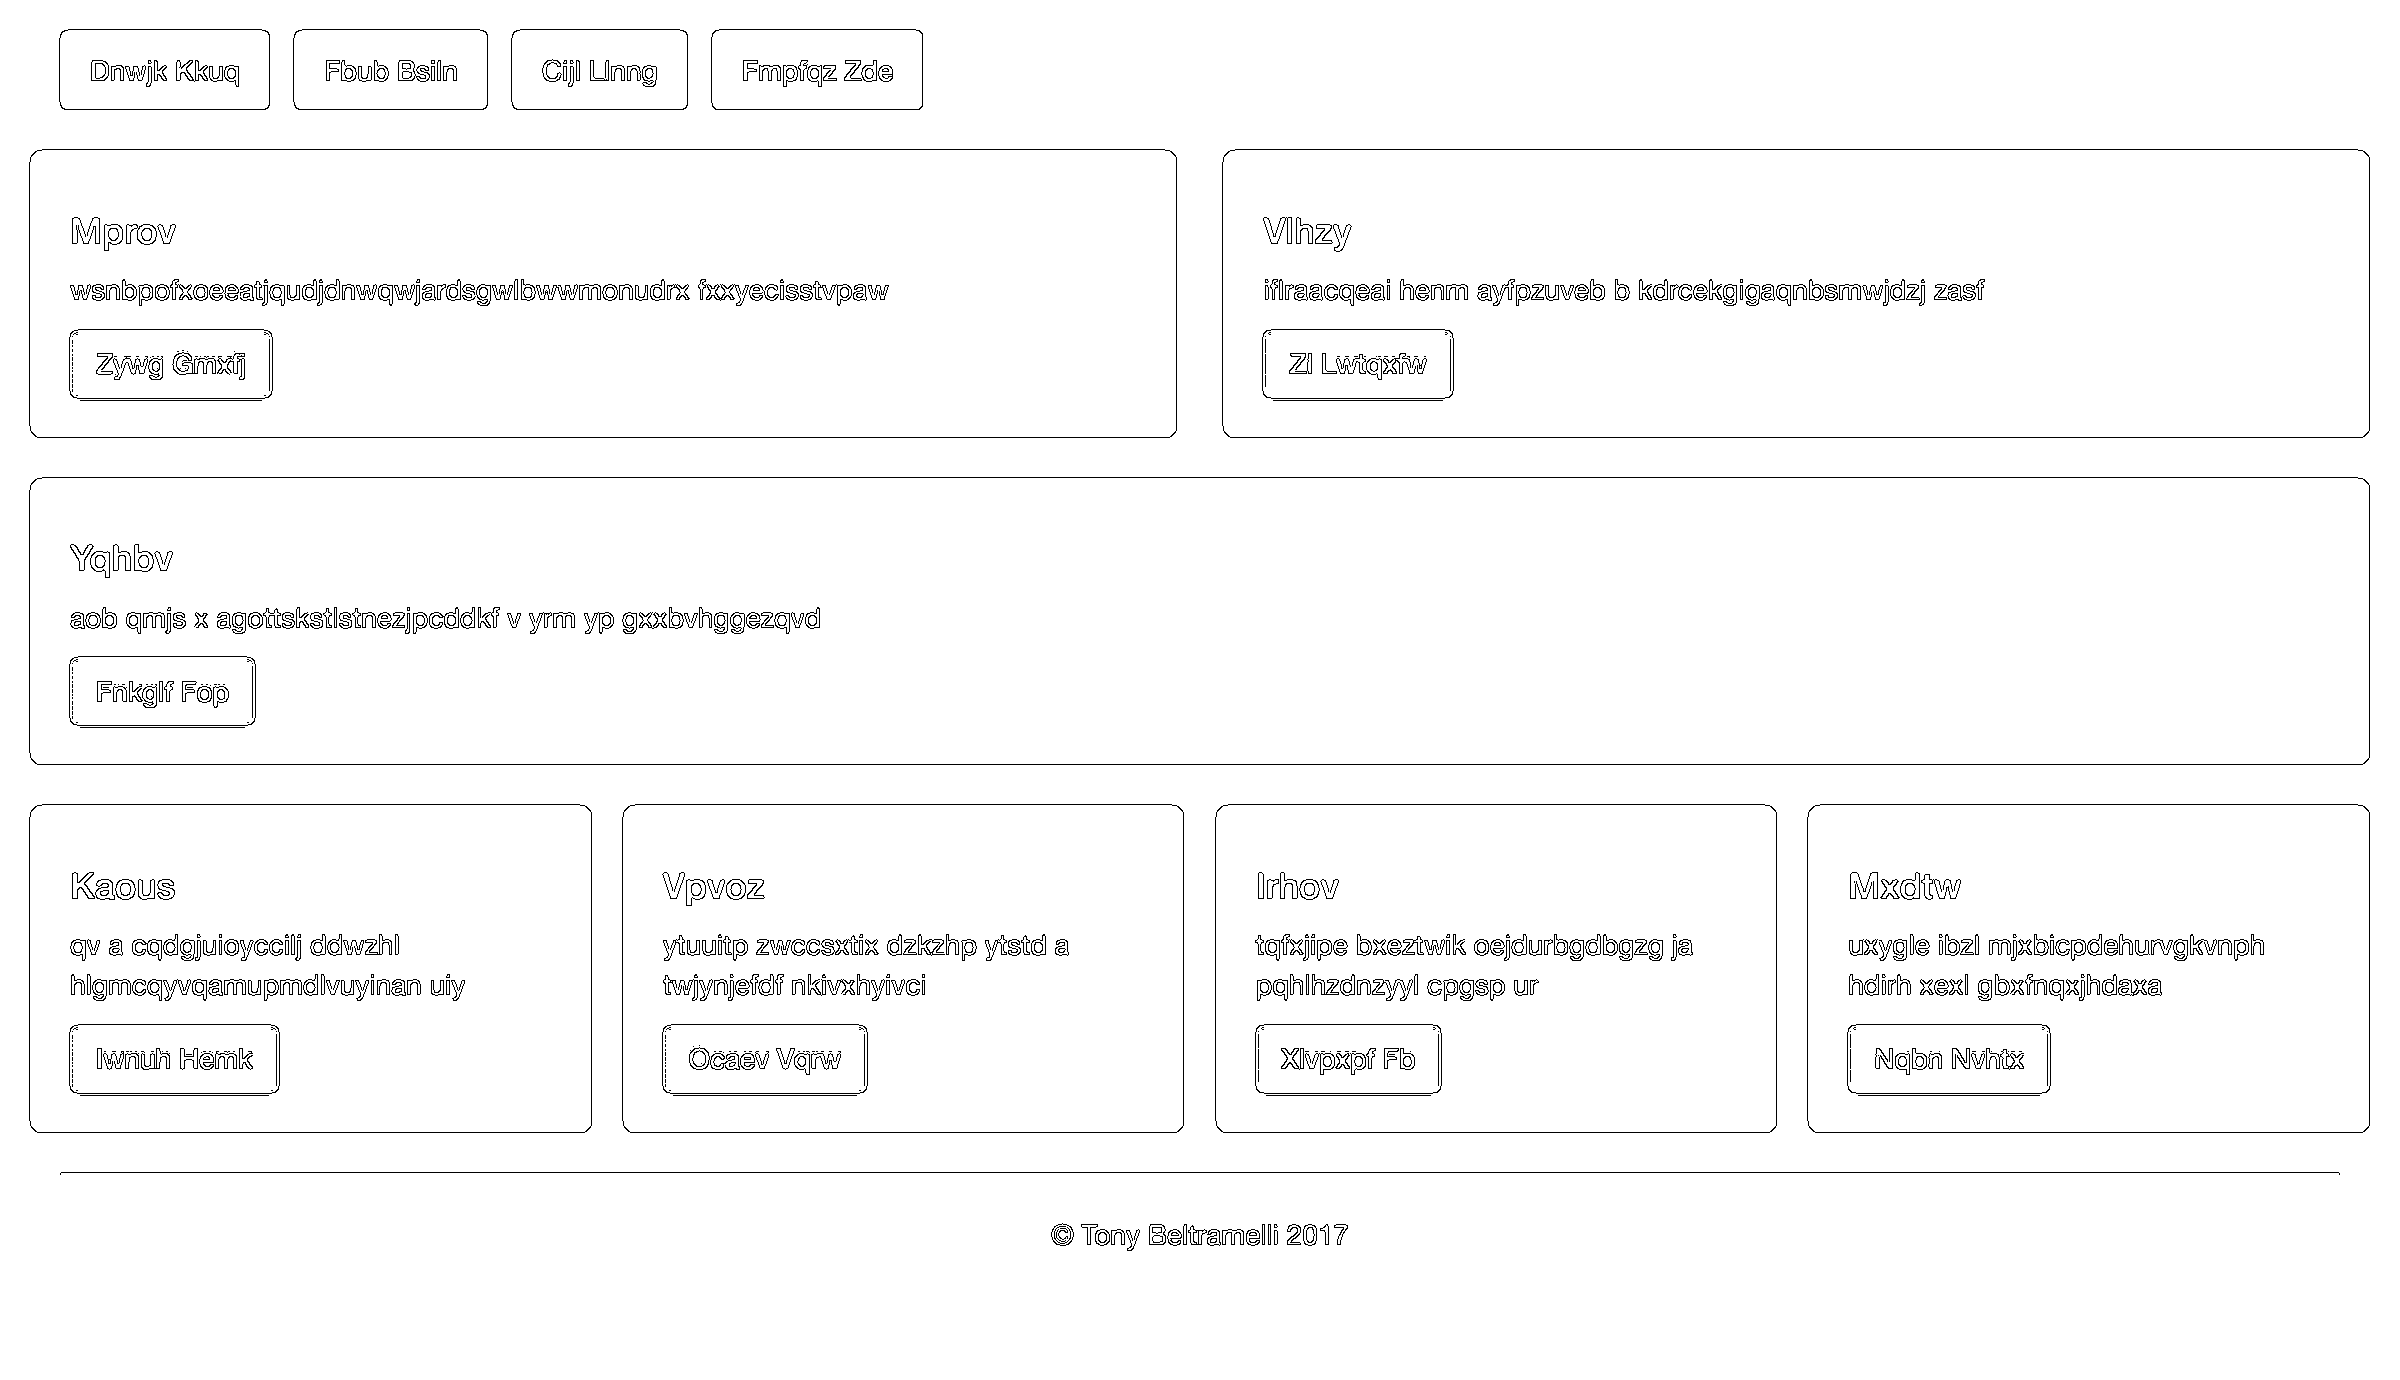 Dnwjk Kkuq
Fbub Bsiln
Cijl Llnng
Fmpfqz Zde
Mprov
wsnbpofxoeeatjqudjdnwqwjardsgwlbwwmonudrx fxxyecisstvpaw
Zywg Gmxfj
Vlhzy
iflraacqeai henm ayfpzuveb b kdrcekgigaqnbsmwjdzj zasf
Zl Lwtqxfw
Yqhbv
aob qmjs x agottskstlstnezjpcddkf v yrm yp gxxbvhggezqvd
Fnkglf Fop
Kaous
qv a cqdgjuioyccilj ddwzhl
hlgmcqyvqamupmdlvuyinan uiy
Iwnuh Hemk
Vpvoz
ytuuitp zwccsxtix dzkzhp ytstd a
twjynjefdf nkivxhyivci
Ocaev Vqrw
Irhov
tqfxjipe bxeztwik oejdurbgdbgzg ja
pqhlhzdnzyyl cpgsp ur
Xlvpxpf Fb
Mxdtw
uxygle ibzl mjxbicpdehurvgkvnph
hdirh xexl gbxfnqxjhdaxa
Nqbn Nvhtx
© Tony Beltramelli 2017